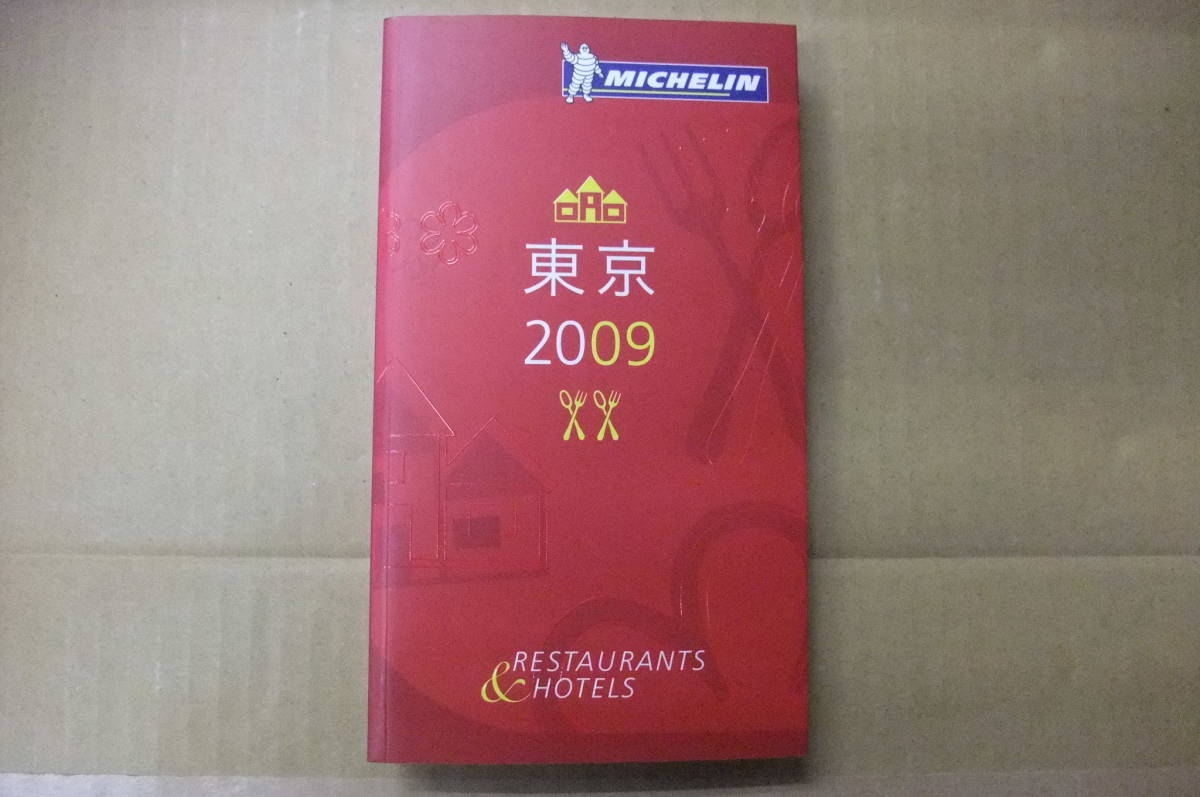 MICHELIN
東京
2009
RESTAURANTS
& HOTELS